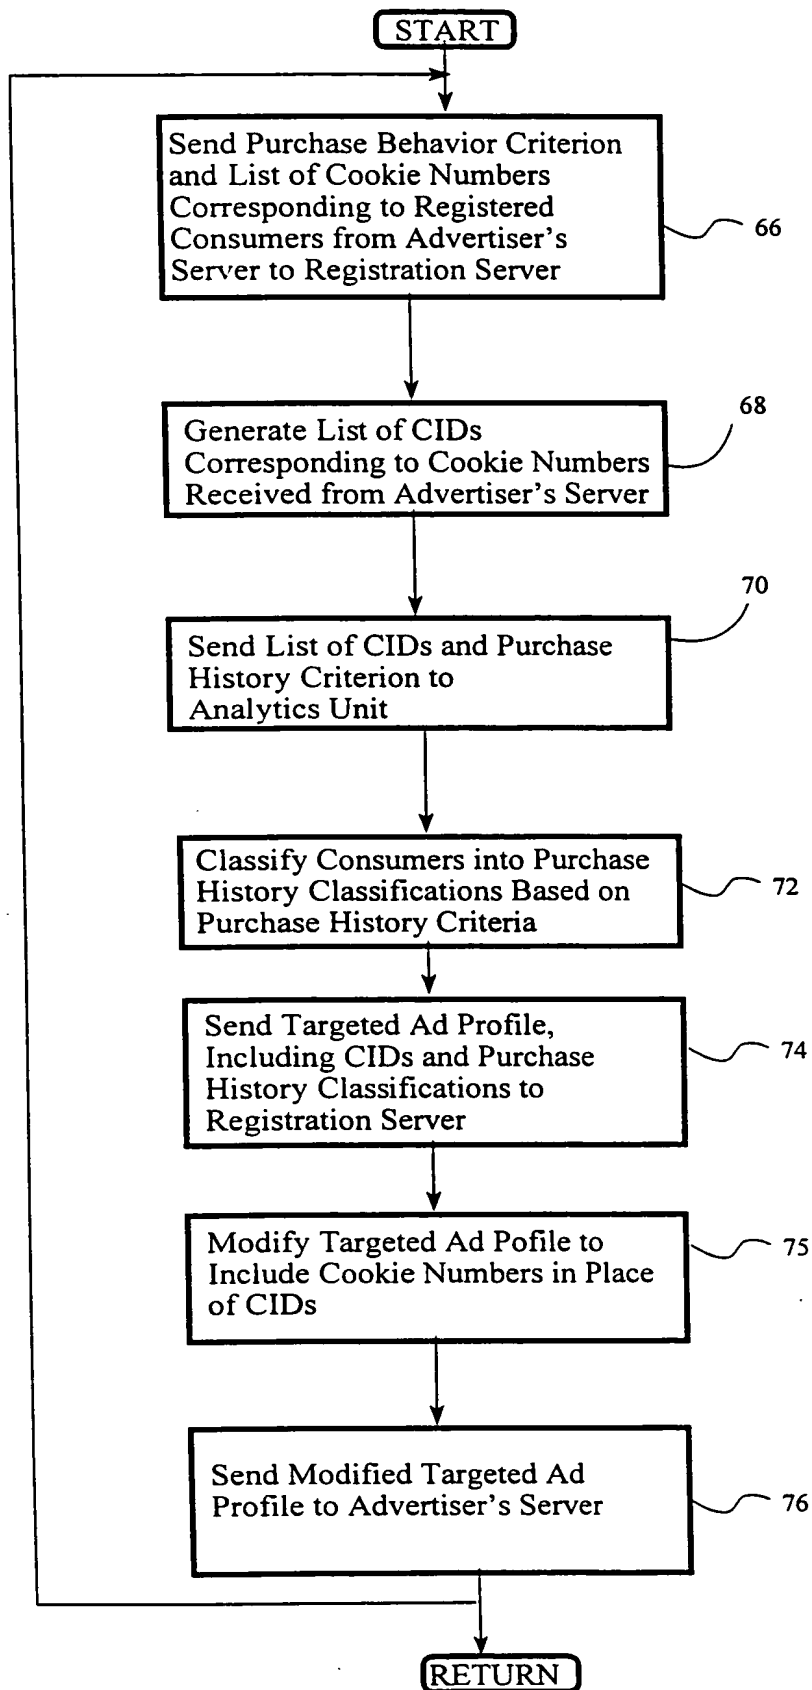 START
Send Purchase Behavior Criterion
and List of Cookie Numbers
Corresponding to Registered
Consumers from Advertiser's
Server to Registration Server
66
68
Generate List of CIDs
Corresponding to Cookie Numbers
Received from Advertiser's Server
70
Send List of CIDs and Purchase
History Criterion to
Analytics Unit
Classify Consumers into Purchase
History Classifications Based on
Purchase History Criteria
72
Send Targeted Ad Profile,
Including CIDs and Purchase
History Classifications to
Registration Server
74
Modify Targeted Ad Pofile to
Include Cookie Numbers in Place
of CIDs
75
Send Modified Targeted Ad
Profile to Advertiser's Server
76
RETURN